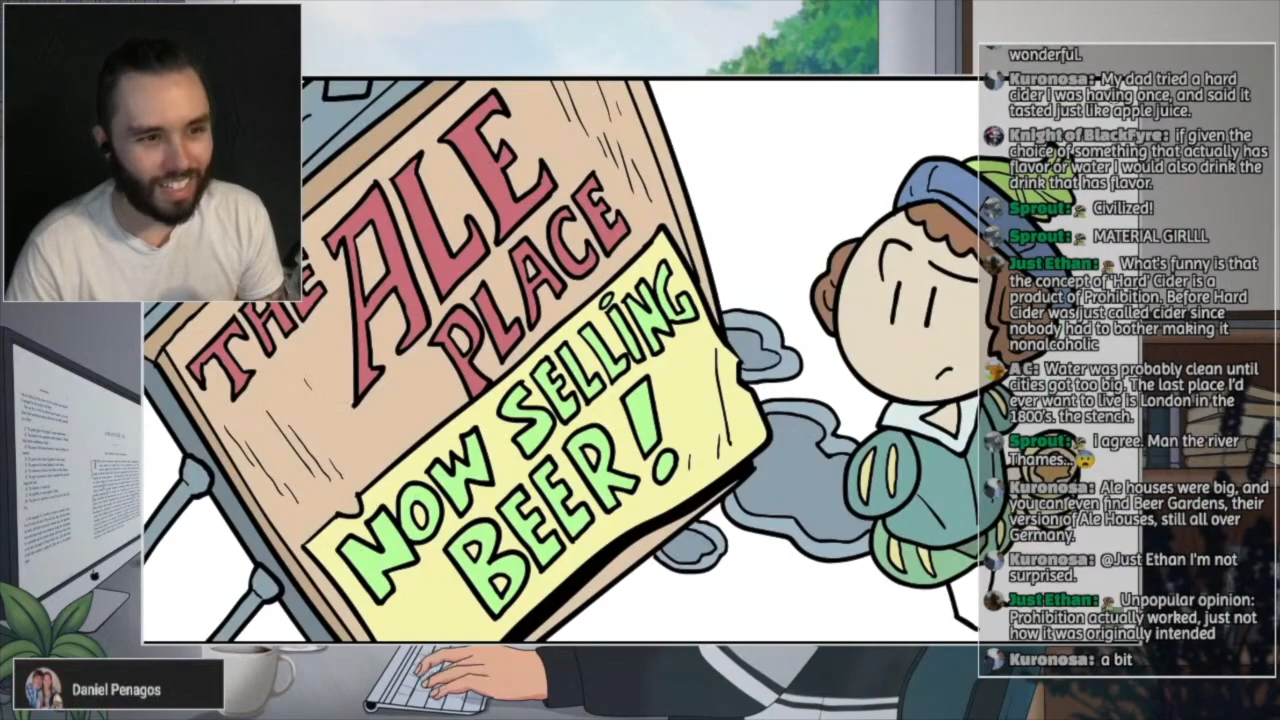 THE ALE
PLACE
NOW SELLING
BEER!
wonderful.
Kuronosa: My dad tried a hard
cider I was having once, and said it
tasted just like apple juice.
Knight of BlackFyre: if given the
choice of something that actually has
flavor or water I would also drink the
drink that has flavor.
Sprout: Civilized!
Sprout: MATERIAL GIRLLL
Just Ethan: What's funny is that
the concept of "Hard" Cider is a
product of Prohibition. Before Hard
Cider was just called cider since
nobody had to bother making it
nonalcoholic
A C: Water was probably clean until
cities got too big. The last place I'd
ever want to live is London in the
1800's. the stench.
Sprout: I agree. Man the river
Thames... 😨
Kuronosa: Ale houses were big, and
you can even find Beer Gardens, their
version of Ale Houses, still all over
Germany.
Kuronosa: @Just Ethan I'm not
surprised.
Just Ethan: Unpopular opinion:
Prohibition actually worked, just not
how it was originally intended
Kuronosa: a bit
Daniel Penagos